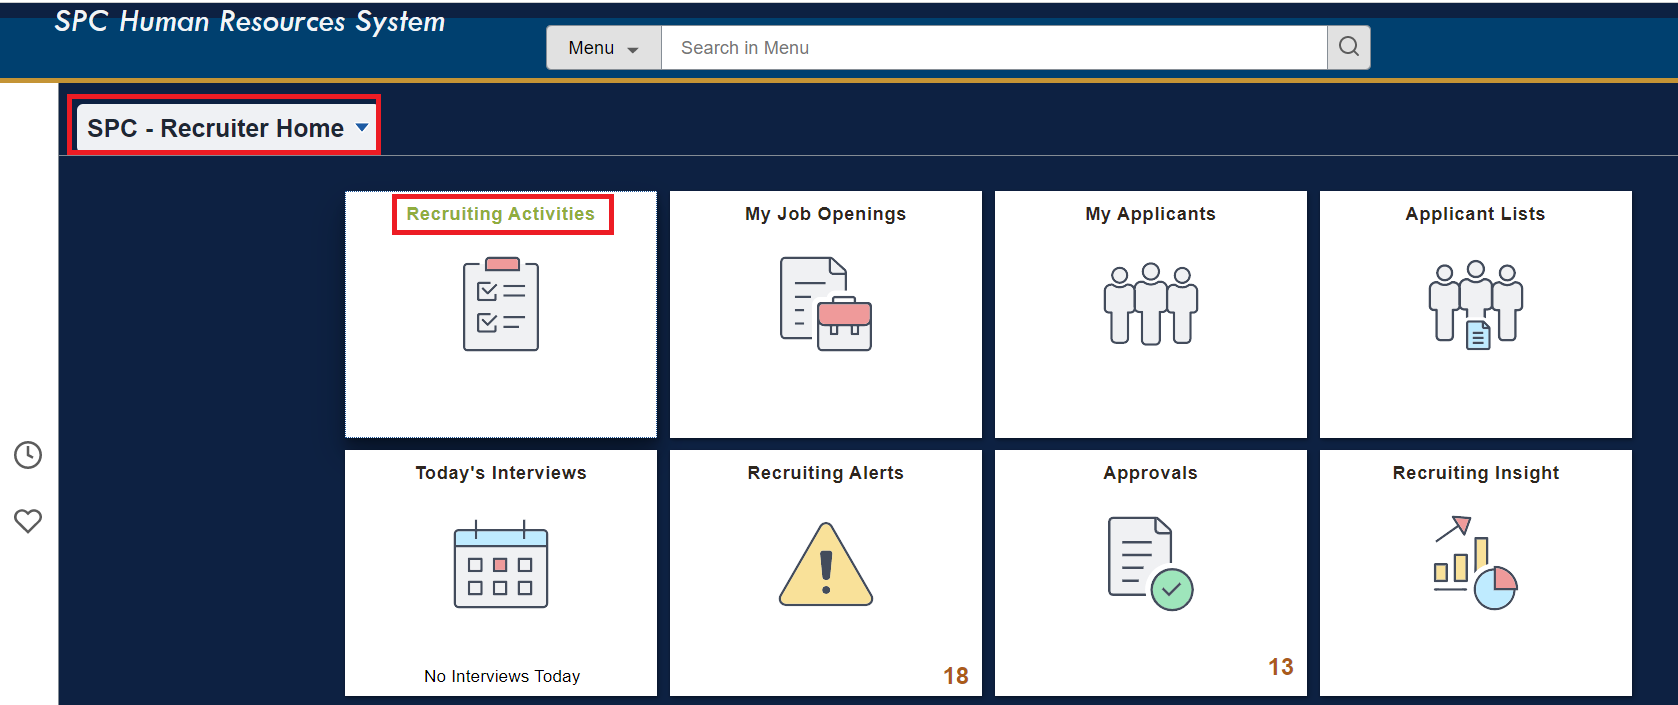 SPC Human Resources System
Menu
Search in Menu
SPC - Recruiter Home
Recruiting Activities
My Job Openings
My Applicants
Applicant Lists
Today's Interviews
No Interviews Today
Recruiting Alerts
18
Approvals
13
Recruiting Insight